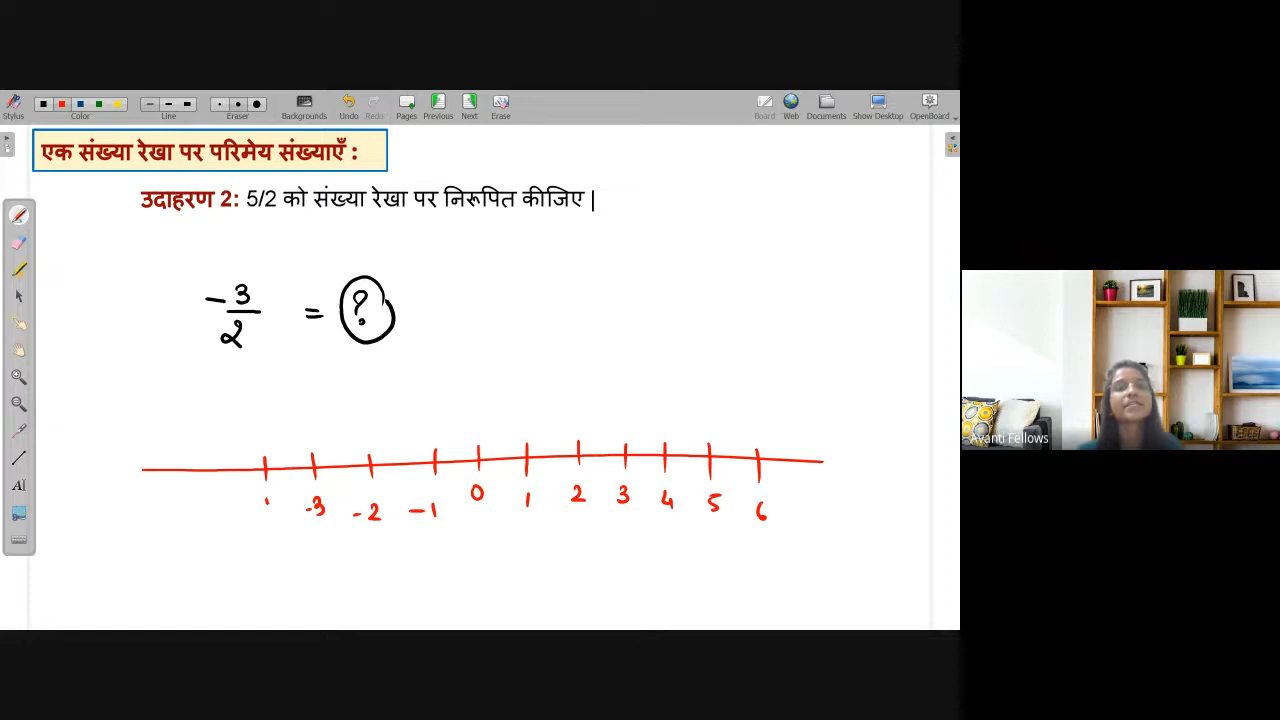 Stylus
Color
Line
Eraser
Backgrounds
Undo
Redo
Pages
Previous
Next
Erase
Board
Web
Documents
Show Desktop
OpenBoard
एक संख्या रेखा पर परिमेय संख्याएँ :
उदाहरण 2: 5/2 को संख्या रेखा पर निरूपित कीजिए |
-3/2 = ?
-3 -2 -1 0 1 2 3 4 5 6
Avanti Fellows